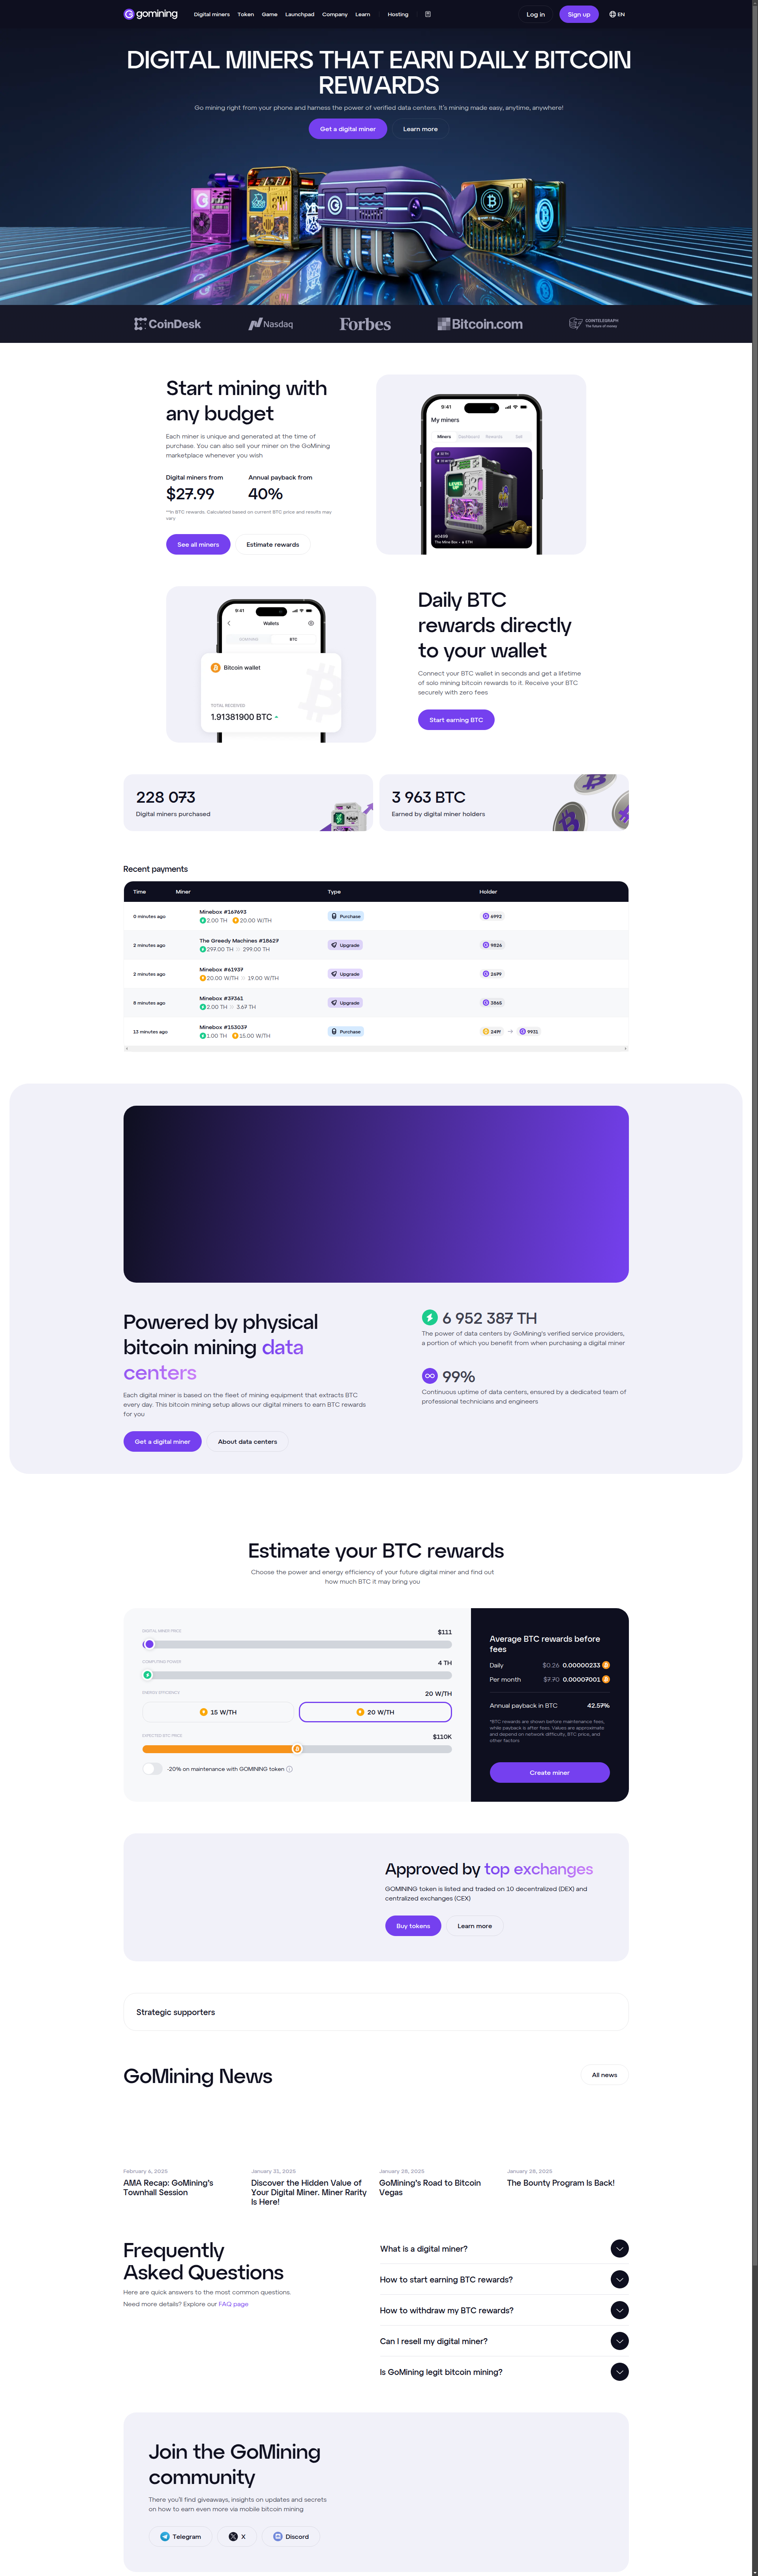 gomining
Digital miners Token Game Launchpad Company Learn Hosting
Log in Sign up EN
DIGITAL MINERS THAT EARN DAILY BITCOIN
REWARDS
Go mining right from your phone and harness the power of verified data centers. It's mining made easy, anytime, anywhere!
Get a digital miner Learn more
CoinDesk Nasdaq Forbes Bitcoin.com COINTELEGRAPH
The future of money
Start mining with
any budget
Each miner is unique and generated at the time of
purchase. You can also sell your miner on the GoMining
marketplace whenever you wish
Digital miners from Annual payback from
$27.99 40%
**In BTC rewards. Calculated based on current BTC price and results may
vary
See all miners Estimate rewards
9:41
My miners
Miners Dashboard Rewards Sell
LEVEL
UP
#0499
Daily BTC
rewards directly
to your wallet
Connect your BTC wallet in seconds and get a lifetime
of solo mining bitcoin rewards to it. Receive your BTC
securely with zero fees
Start earning BTC
9:41
Wallets
GOMINING BTC
Bitcoin wallet
TOTAL RECEIVED
1.91381900 BTC
228 073
Digital miners purchased
3 963 BTC
Earned by digital miner holders
Recent payments
Time Miner Type Holder
0 minutes ago Minebox #167693 Purchase 6992
2.00 TH 20.00 W/TH
2 minutes ago The Greedy Machines #18627 Upgrade 9826
297.00 TH 299.00 TH
2 minutes ago Minebox #61937 Upgrade 2699
20.00 W/TH 19.00 W/TH
8 minutes ago Minebox #37361 Upgrade 3865
2.00 TH 3.67 TH
13 minutes ago Minebox #153037 Purchase 9931
1.00 TH 15.00 W/TH
Powered by physical
bitcoin mining data
centers
Each digital miner is based on the fleet of mining equipment that extracts BTC
every day. This bitcoin mining setup allows our digital miners to earn BTC rewards
for you
Get a digital miner About data centers
6 952 387 TH
The power of data centers by GoMining's verified service providers,
a portion of which you benefit from when purchasing a digital miner
99%
Continuous uptime of data centers, ensured by a dedicated team of
professional technicians and engineers
Estimate your BTC rewards
Choose the power and energy efficiency of your future digital miner and find out
how much BTC it may bring you
DIGITAL MINER PRICE $111
COMPUTING POWER 4 TH
ENERGY EFFICIENCY 20 W/TH
15 W/TH 20 W/TH
EXPECTED BTC PRICE $110K
-20% on maintenance with GOMINING token
Average BTC rewards before
fees
Daily $0.26 0.00000233
Per month $7.70 0.00007001
Annual payback in BTC 42.57%
*BTC rewards are shown before maintenance fees,
while payback is after fees. Values are approximate
and depend on network difficulty, BTC price, and
other factors
Create miner
Approved by top exchanges
GOMINING token is listed and traded on 10 decentralized (DEX) and
centralized exchanges (CEX)
Buy tokens Learn more
Strategic supporters
GoMining News
All news
February 6, 2025
AMA Recap: GoMining's
Townhall Session
January 31, 2025
Discover the Hidden Value of
Your Digital Miner. Miner Rarity
Is Here!
January 28, 2025
GoMining's Road to Bitcoin
Vegas
January 28, 2025
The Bounty Program Is Back!
Frequently
Asked Questions
Here are quick answers to the most common questions.
Need more details? Explore our FAQ page
What is a digital miner?
How to start earning BTC rewards?
How to withdraw my BTC rewards?
Can I resell my digital miner?
Is GoMining legit bitcoin mining?
Join the GoMining
community
There you'll find giveaways, insights on updates and secrets
on how to earn even more via mobile bitcoin mining
Telegram X Discord